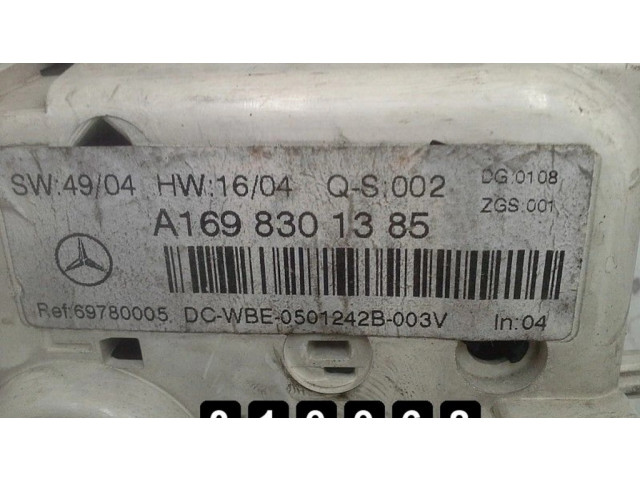 SW:49/04 HW:16/04 Q-S:002 DG:0108
ZGS:001
A169 830 13 85
Ref:69780005 DC-WBE-0501242B-003V In:04